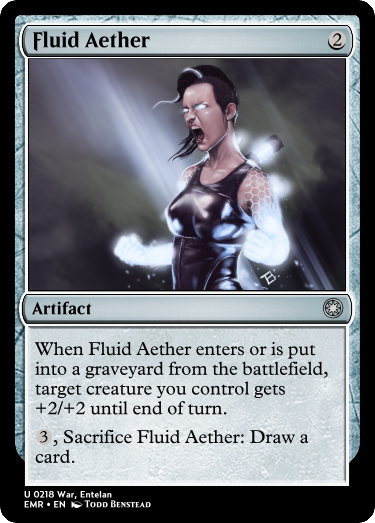 Fluid Aether 2
TB
Artifact
When Fluid Aether enters or is put
into a graveyard from the battlefield,
target creature you control gets
+2/+2 until end of turn.
3, Sacrifice Fluid Aether: Draw a
card.
U 0218 War, Entelan
EMR • EN Todd Benstead